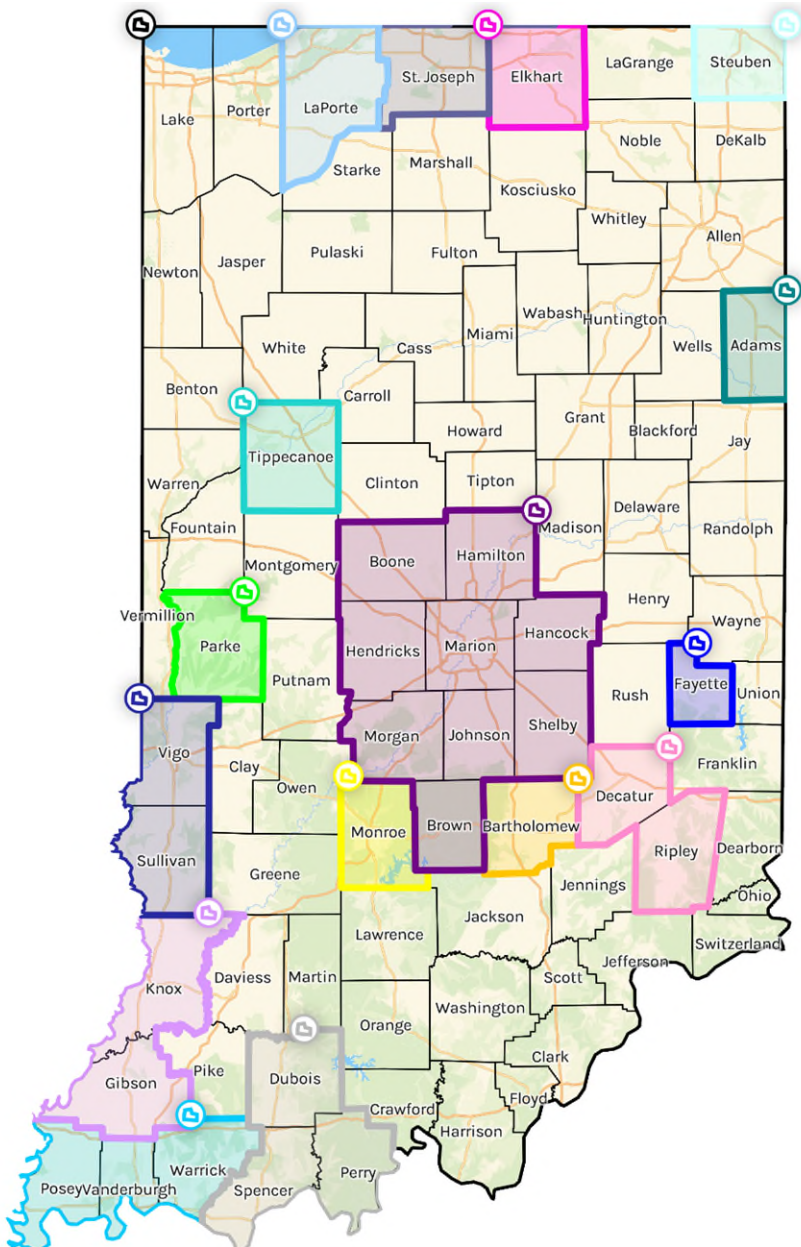 St. Joseph
Elkhart
LaGrange
Steuben
Porter
LaPorte
Lake
Noble
DeKalb
Starke
Marshall
Kosciusko
Whitley
Allen
Pulaski
Fulton
Jasper
Newton
Wabash
Huntington
Miami
Wells
Adams
White
Cass
Benton
Carroll
Grant
Blackford
Howard
Jay
Tippecanoe
Warren
Clinton
Tipton
Delaware
Fountain
Madison
Randolph
Boone
Hamilton
Montgomery
Henry
Vermillion
Wayne
Hancock
Parke
Hendricks
Marion
Putnam
Rush
Fayette
Union
Shelby
Morgan
Johnson
Vigo
Clay
Franklin
Owen
Decatur
Monroe
Brown
Bartholomew
Dearborn
Ripley
Sullivan
Greene
Jennings
Ohio
Jackson
Lawrence
Switzerland
Jefferson
Daviess
Martin
Scott
Knox
Washington
Orange
Clark
Pike
Dubois
Gibson
Floyd
Crawford
Harrison
Warrick
Perry
Posey
Vanderburgh
Spencer